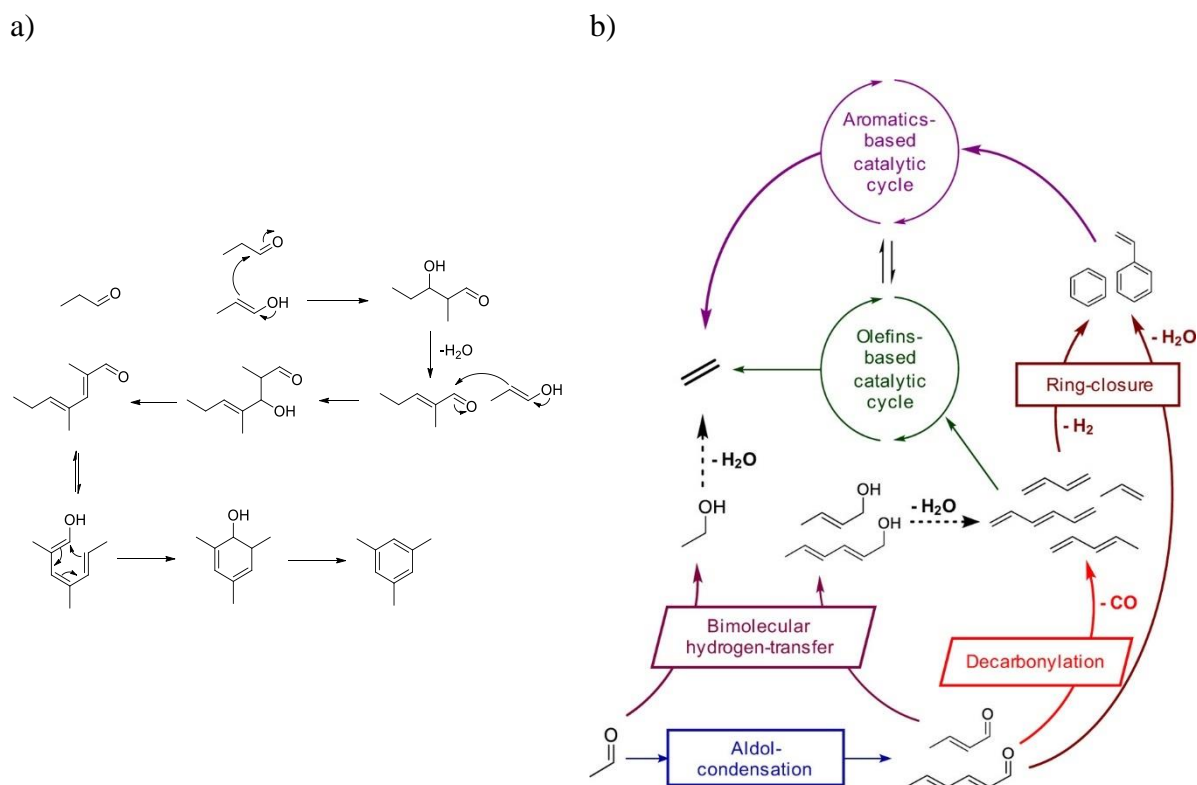 a)
O
OH
O
OH
O
-H₂O
O
OH
O
OH
O
OH
OH
b)
Aromatics-
based
catalytic
cycle
Olefins-
based
catalytic
cycle
- H₂O
Ring-closure
- H₂
- H₂O
OH
OH
OH
- H₂O
- CO
Bimolecular
hydrogen-transfer
Decarbonylation
O
Aldol-
condensation
O
O